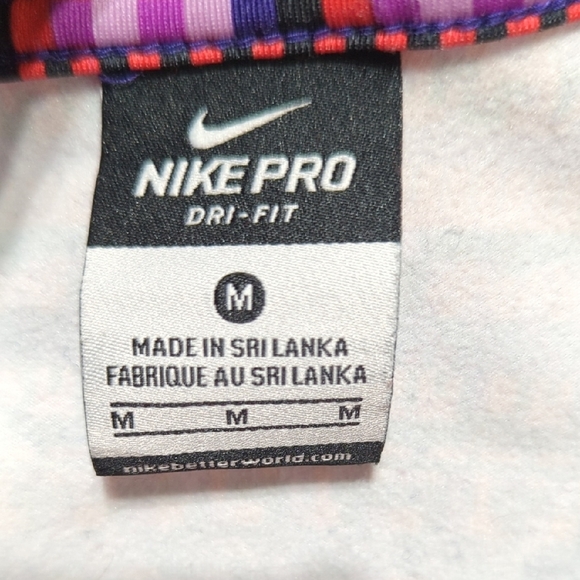 NIKE PRO
DRI-FIT
M
MADE IN SRI LANKA
FABRIQUE AU SRI LANKA
M M M
nikebetterworld.com